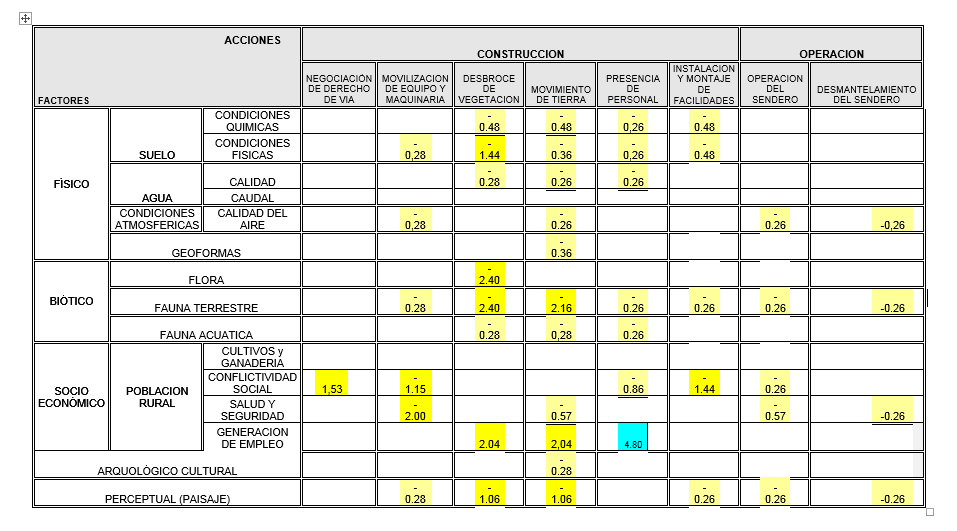 ACCIONES
CONSTRUCCION
OPERACION
FACTORES
NEGOCIACIÓN
DE DERECHO
DE VIA
MOVILIZACION
DE EQUIPO Y
MAQUINARIA
DESBROCE
DE
VEGETACION
MOVIMIENTO
DE TIERRA
PRESENCIA
DE
PERSONAL
INSTALACION
Y MONTAJE
DE
FACILIDADES
OPERACION
DEL
SENDERO
DESMANTELAMIENTO
DEL SENDERO
FÌSICO
SUELO
CONDICIONES
QUIMICAS
-
0.48
-
0.48
-
0,26
-
0.48
CONDICIONES
FISICAS
-
0,28
-
1.44
-
0.36
-
0,26
-
0.48
AGUA
CALIDAD
-
0.28
-
0.26
-
0.26
CAUDAL
CONDICIONES
ATMOSFERICAS
CALIDAD DEL
AIRE
-
0,28
-
0.26
-
0.26
-0,26
GEOFORMAS
-
0.36
BIÒTICO
FLORA
-
2.40
FAUNA TERRESTRE
-
0.28
-
2.40
-
2.16
-
0.26
-
0.26
-
0.26
-0.26
FAUNA ACUATICA
-
0.28
-
0,28
-
0.26
SOCIO
ECONÓMICO
POBLACION
RURAL
CULTIVOS y
GANADERIA
CONFLICTIVIDAD
SOCIAL
-
1,53
-
1.15
-
0.86
-
1.44
-
0.26
SALUD Y
SEGURIDAD
-
2.00
-
0.57
-
0.57
-0.26
GENERACION
DE EMPLEO
2.04
2,04
4.80
ARQUOLÓGICO CULTURAL
-
0.28
PERCEPTUAL (PAISAJE)
-
0.28
-
1.06
-
1.06
-
0.26
-
0.26
-0.26